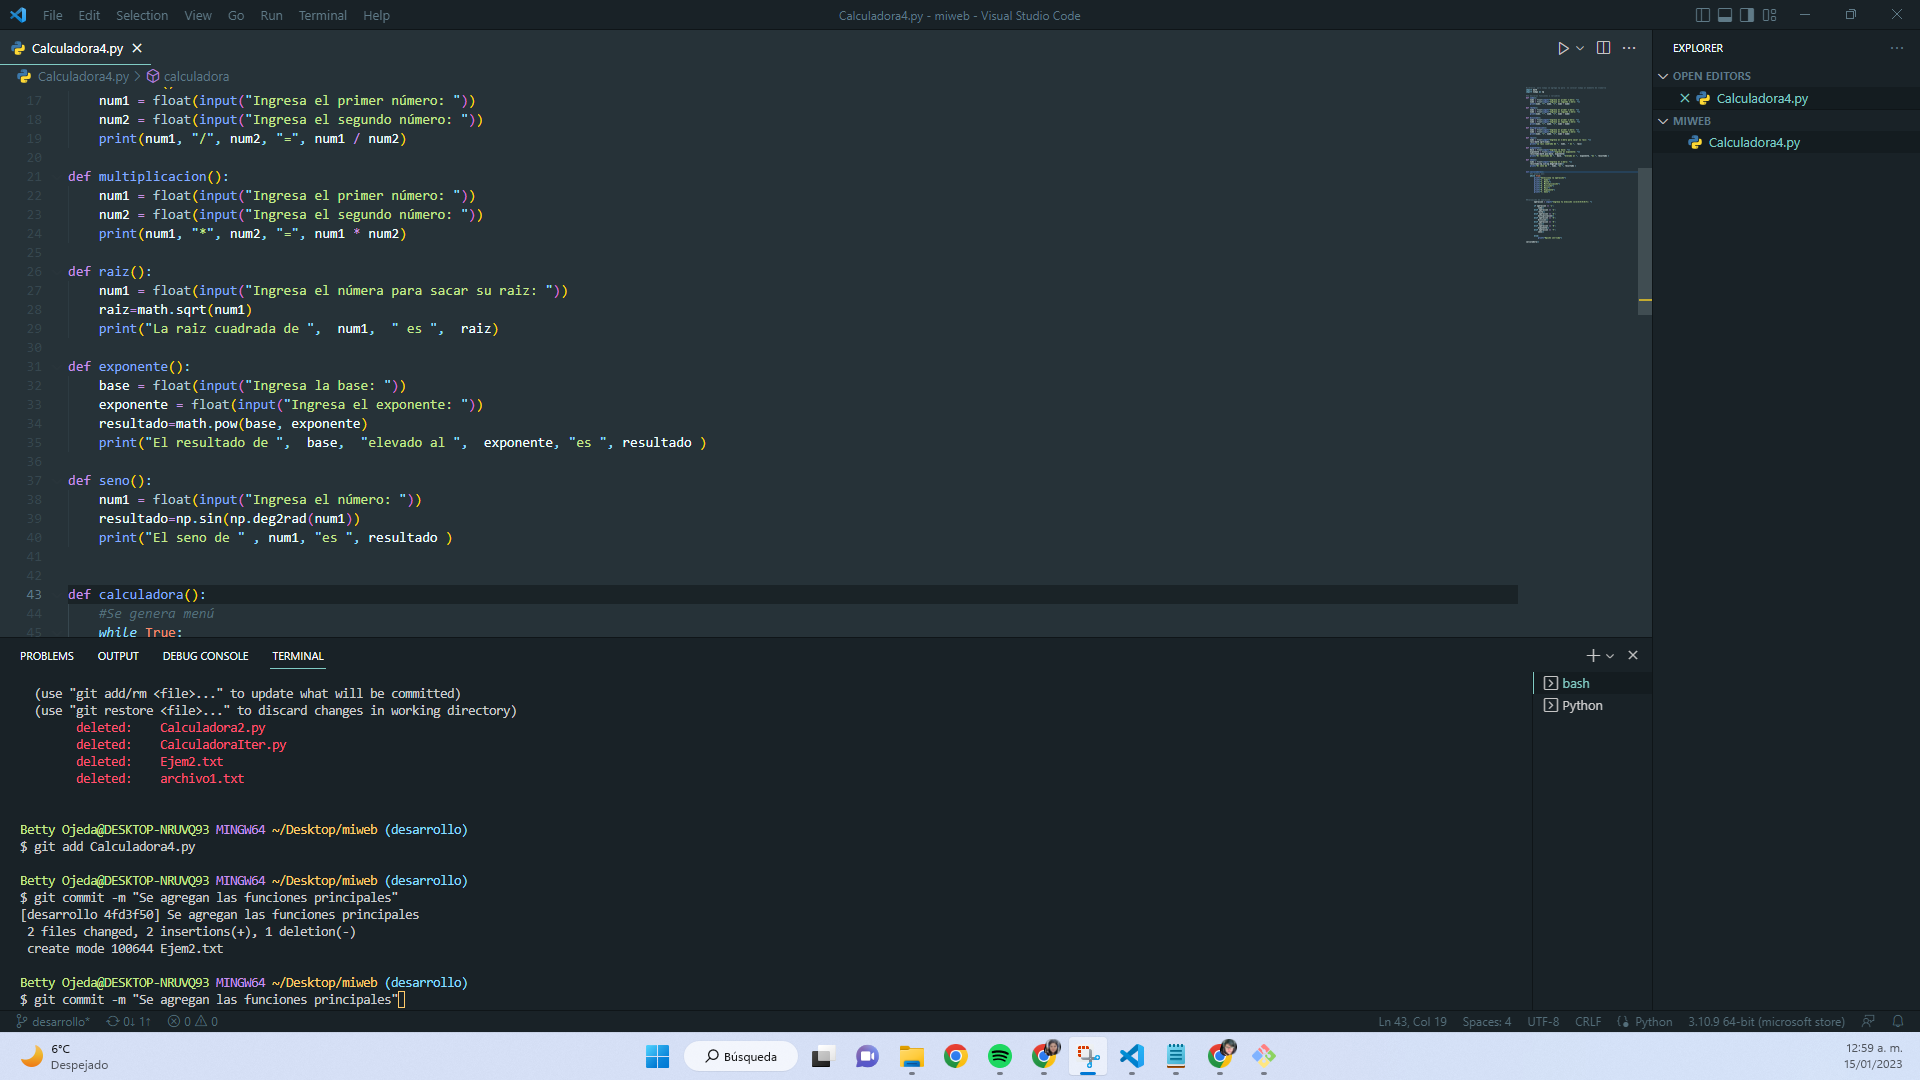 File Edit Selection View Go Run Terminal Help
Calculadora4.py - miweb - Visual Studio Code
Calculadora4.py
Calculadora4.py > calculadora
17 num1 = float(input("Ingresa el primer número: "))
18 num2 = float(input("Ingresa el segundo número: "))
19 print(num1, "/", num2, "=", num1 / num2)
20
21 def multiplicacion():
22 num1 = float(input("Ingresa el primer número: "))
23 num2 = float(input("Ingresa el segundo número: "))
24 print(num1, "*", num2, "=", num1 * num2)
25
26 def raiz():
27 num1 = float(input("Ingresa el númera para sacar su raiz: "))
28 raiz=math.sqrt(num1)
29 print("La raiz cuadrada de ",  num1,  " es ",  raiz)
30
31 def exponente():
32 base = float(input("Ingresa la base: "))
33 exponente = float(input("Ingresa el exponente: "))
34 resultado=math.pow(base, exponente)
35 print("El resultado de ",  base,  "elevado al ",  exponente, "es ", resultado )
36
37 def seno():
38 num1 = float(input("Ingresa el número: "))
39 resultado=np.sin(np.deg2rad(num1))
40 print("El seno de " , num1, "es ", resultado )
41
42
43 def calculadora():
44 #Se genera menú
45 while True:
EXPLORER
OPEN EDITORS
Calculadora4.py
MIWEB
Calculadora4.py
PROBLEMS OUTPUT DEBUG CONSOLE TERMINAL
(use "git add/rm <file>..." to update what will be committed)
(use "git restore <file>..." to discard changes in working directory)
deleted: Calculadora2.py
deleted: CalculadoraIter.py
deleted: Ejem2.txt
deleted: archivo1.txt
Betty Ojeda@DESKTOP-NRUVQ93 MINGW64 ~/Desktop/miweb (desarrollo)
$ git add Calculadora4.py
Betty Ojeda@DESKTOP-NRUVQ93 MINGW64 ~/Desktop/miweb (desarrollo)
$ git commit -m "Se agregan las funciones principales"
[desarrollo 4fd3f50] Se agregan las funciones principales
2 files changed, 2 insertions(+), 1 deletion(-)
create mode 100644 Ejem2.txt
Betty Ojeda@DESKTOP-NRUVQ93 MINGW64 ~/Desktop/miweb (desarrollo)
$ git commit -m "Se agregan las funciones principales"
bash
Python
desarrollo* 0↓ 1↑ 0 0
Ln 43, Col 19 Spaces: 4 UTF-8 CRLF Python 3.10.9 64-bit (microsoft store)
6°C
Despejado
Búsqueda
12:59 a. m.
15/01/2023